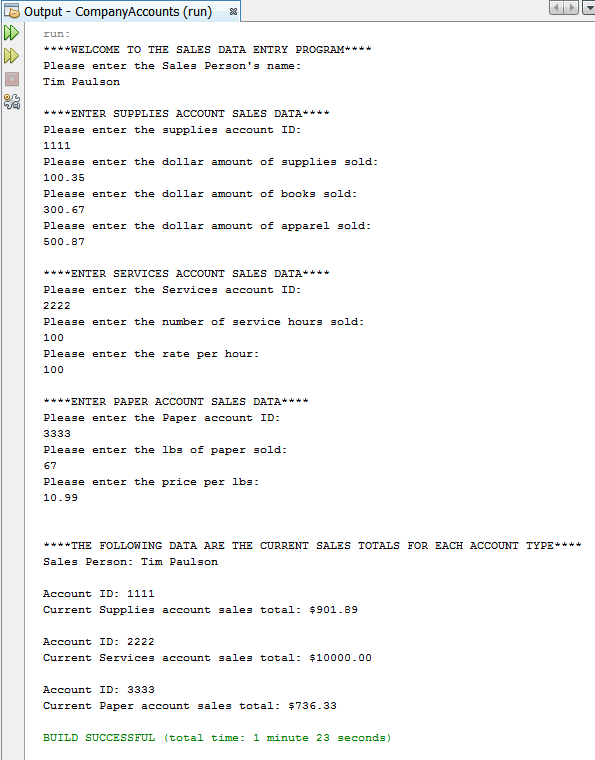 Output - CompanyAccounts (run)
run:
****WELCOME TO THE SALES DATA ENTRY PROGRAM****
Please enter the Sales Person's name:
Tim Paulson
****ENTER SUPPLIES ACCOUNT SALES DATA****
Please enter the supplies account ID:
1111
Please enter the dollar amount of supplies sold:
100.35
Please enter the dollar amount of books sold:
300.67
Please enter the dollar amount of apparel sold:
500.87
****ENTER SERVICES ACCOUNT SALES DATA****
Please enter the Services account ID:
2222
Please enter the number of service hours sold:
100
Please enter the rate per hour:
100
****ENTER PAPER ACCOUNT SALES DATA****
Please enter the Paper account ID:
3333
Please enter the lbs of paper sold:
67
Please enter the price per lbs:
10.99
****THE FOLLOWING DATA ARE THE CURRENT SALES TOTALS FOR EACH ACCOUNT TYPE****
Sales Person: Tim Paulson
Account ID: 1111
Current Supplies account sales total: $901.89
Account ID: 2222
Current Services account sales total: $10000.00
Account ID: 3333
Current Paper account sales total: $736.33
BUILD SUCCESSFUL (total time: 1 minute 23 seconds)